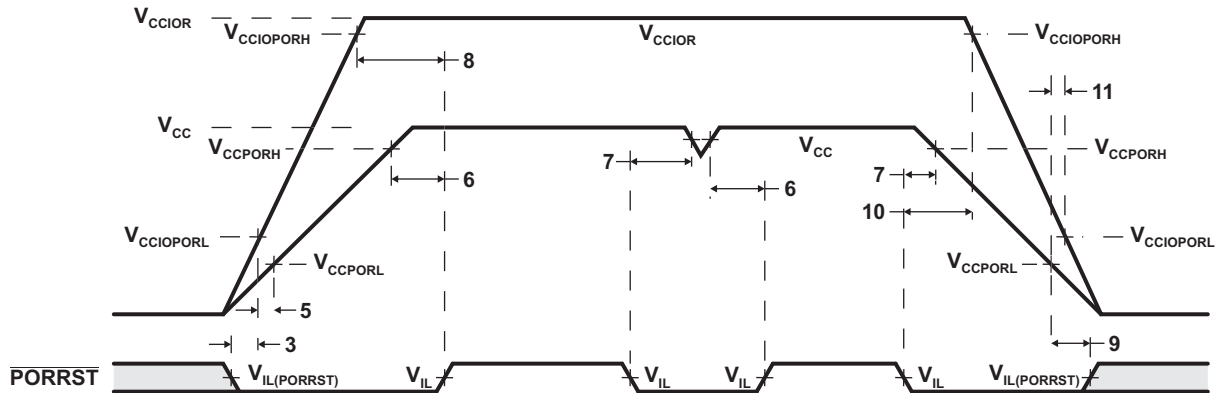 V_CCIOR
V_CCIOPORH
V_CCIOR
V_CCIOPORH
8
11
V_CC
V_CCPORH
7
V_CC
V_CCPORH
6
6
7
10
V_CCIOPORL
V_CCPORL
V_CCPORL
V_CCIOPORL
5
3
9
PORRST
V_IL(PORRST)
V_IL
V_IL
V_IL
V_IL
V_IL(PORRST)